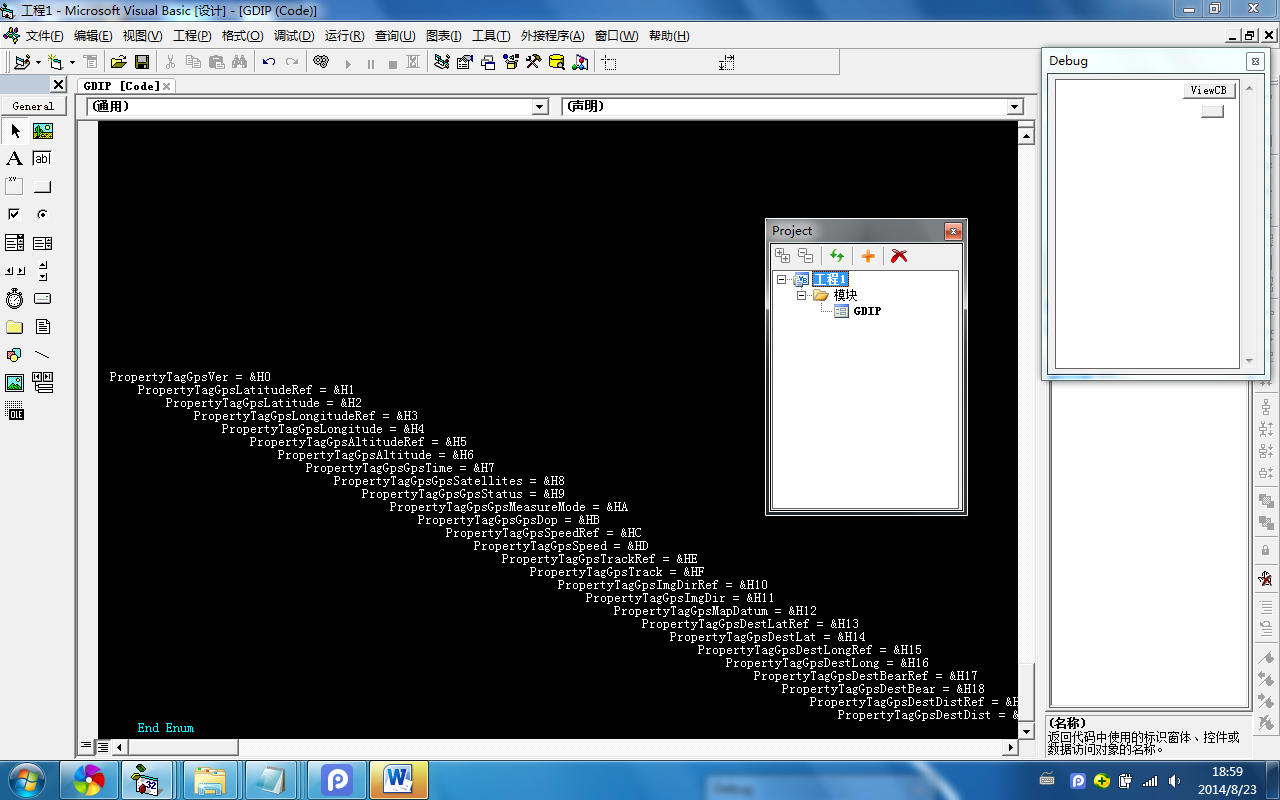 工程1 - Microsoft Visual Basic [设计] - [GDIP (Code)]
文件(F) 编辑(E) 视图(V) 工程(P) 格式(O) 调试(D) 运行(R) 查询(U) 图表(I) 工具(T) 外接程序(A) 窗口(W) 帮助(H)
General
GDIP [Code]
(通用)
(声明)
Debug
ViewCB
Project
工程1
模块
GDIP
PropertyTagGpsVer = &H0
PropertyTagGpsLatitudeRef = &H1
PropertyTagGpsLatitude = &H2
PropertyTagGpsLongitudeRef = &H3
PropertyTagGpsLongitude = &H4
PropertyTagGpsAltitudeRef = &H5
PropertyTagGpsAltitude = &H6
PropertyTagGpsGpsTime = &H7
PropertyTagGpsGpsSatellites = &H8
PropertyTagGpsGpsStatus = &H9
PropertyTagGpsGpsMeasureMode = &HA
PropertyTagGpsGpsDop = &HB
PropertyTagGpsSpeedRef = &HC
PropertyTagGpsSpeed = &HD
PropertyTagGpsTrackRef = &HE
PropertyTagGpsTrack = &HF
PropertyTagGpsImgDirRef = &H10
PropertyTagGpsImgDir = &H11
PropertyTagGpsMapDatum = &H12
PropertyTagGpsDestLatRef = &H13
PropertyTagGpsDestLat = &H14
PropertyTagGpsDestLongRef = &H15
PropertyTagGpsDestLong = &H16
PropertyTagGpsDestBearRef = &H17
PropertyTagGpsDestBear = &H18
PropertyTagGpsDestDistRef = &H
PropertyTagGpsDestDist = &
End Enum
(名称)
返回代码中使用的标识窗体、控件或
数据访问对象的名称。
Debug
18:59
2014/8/23